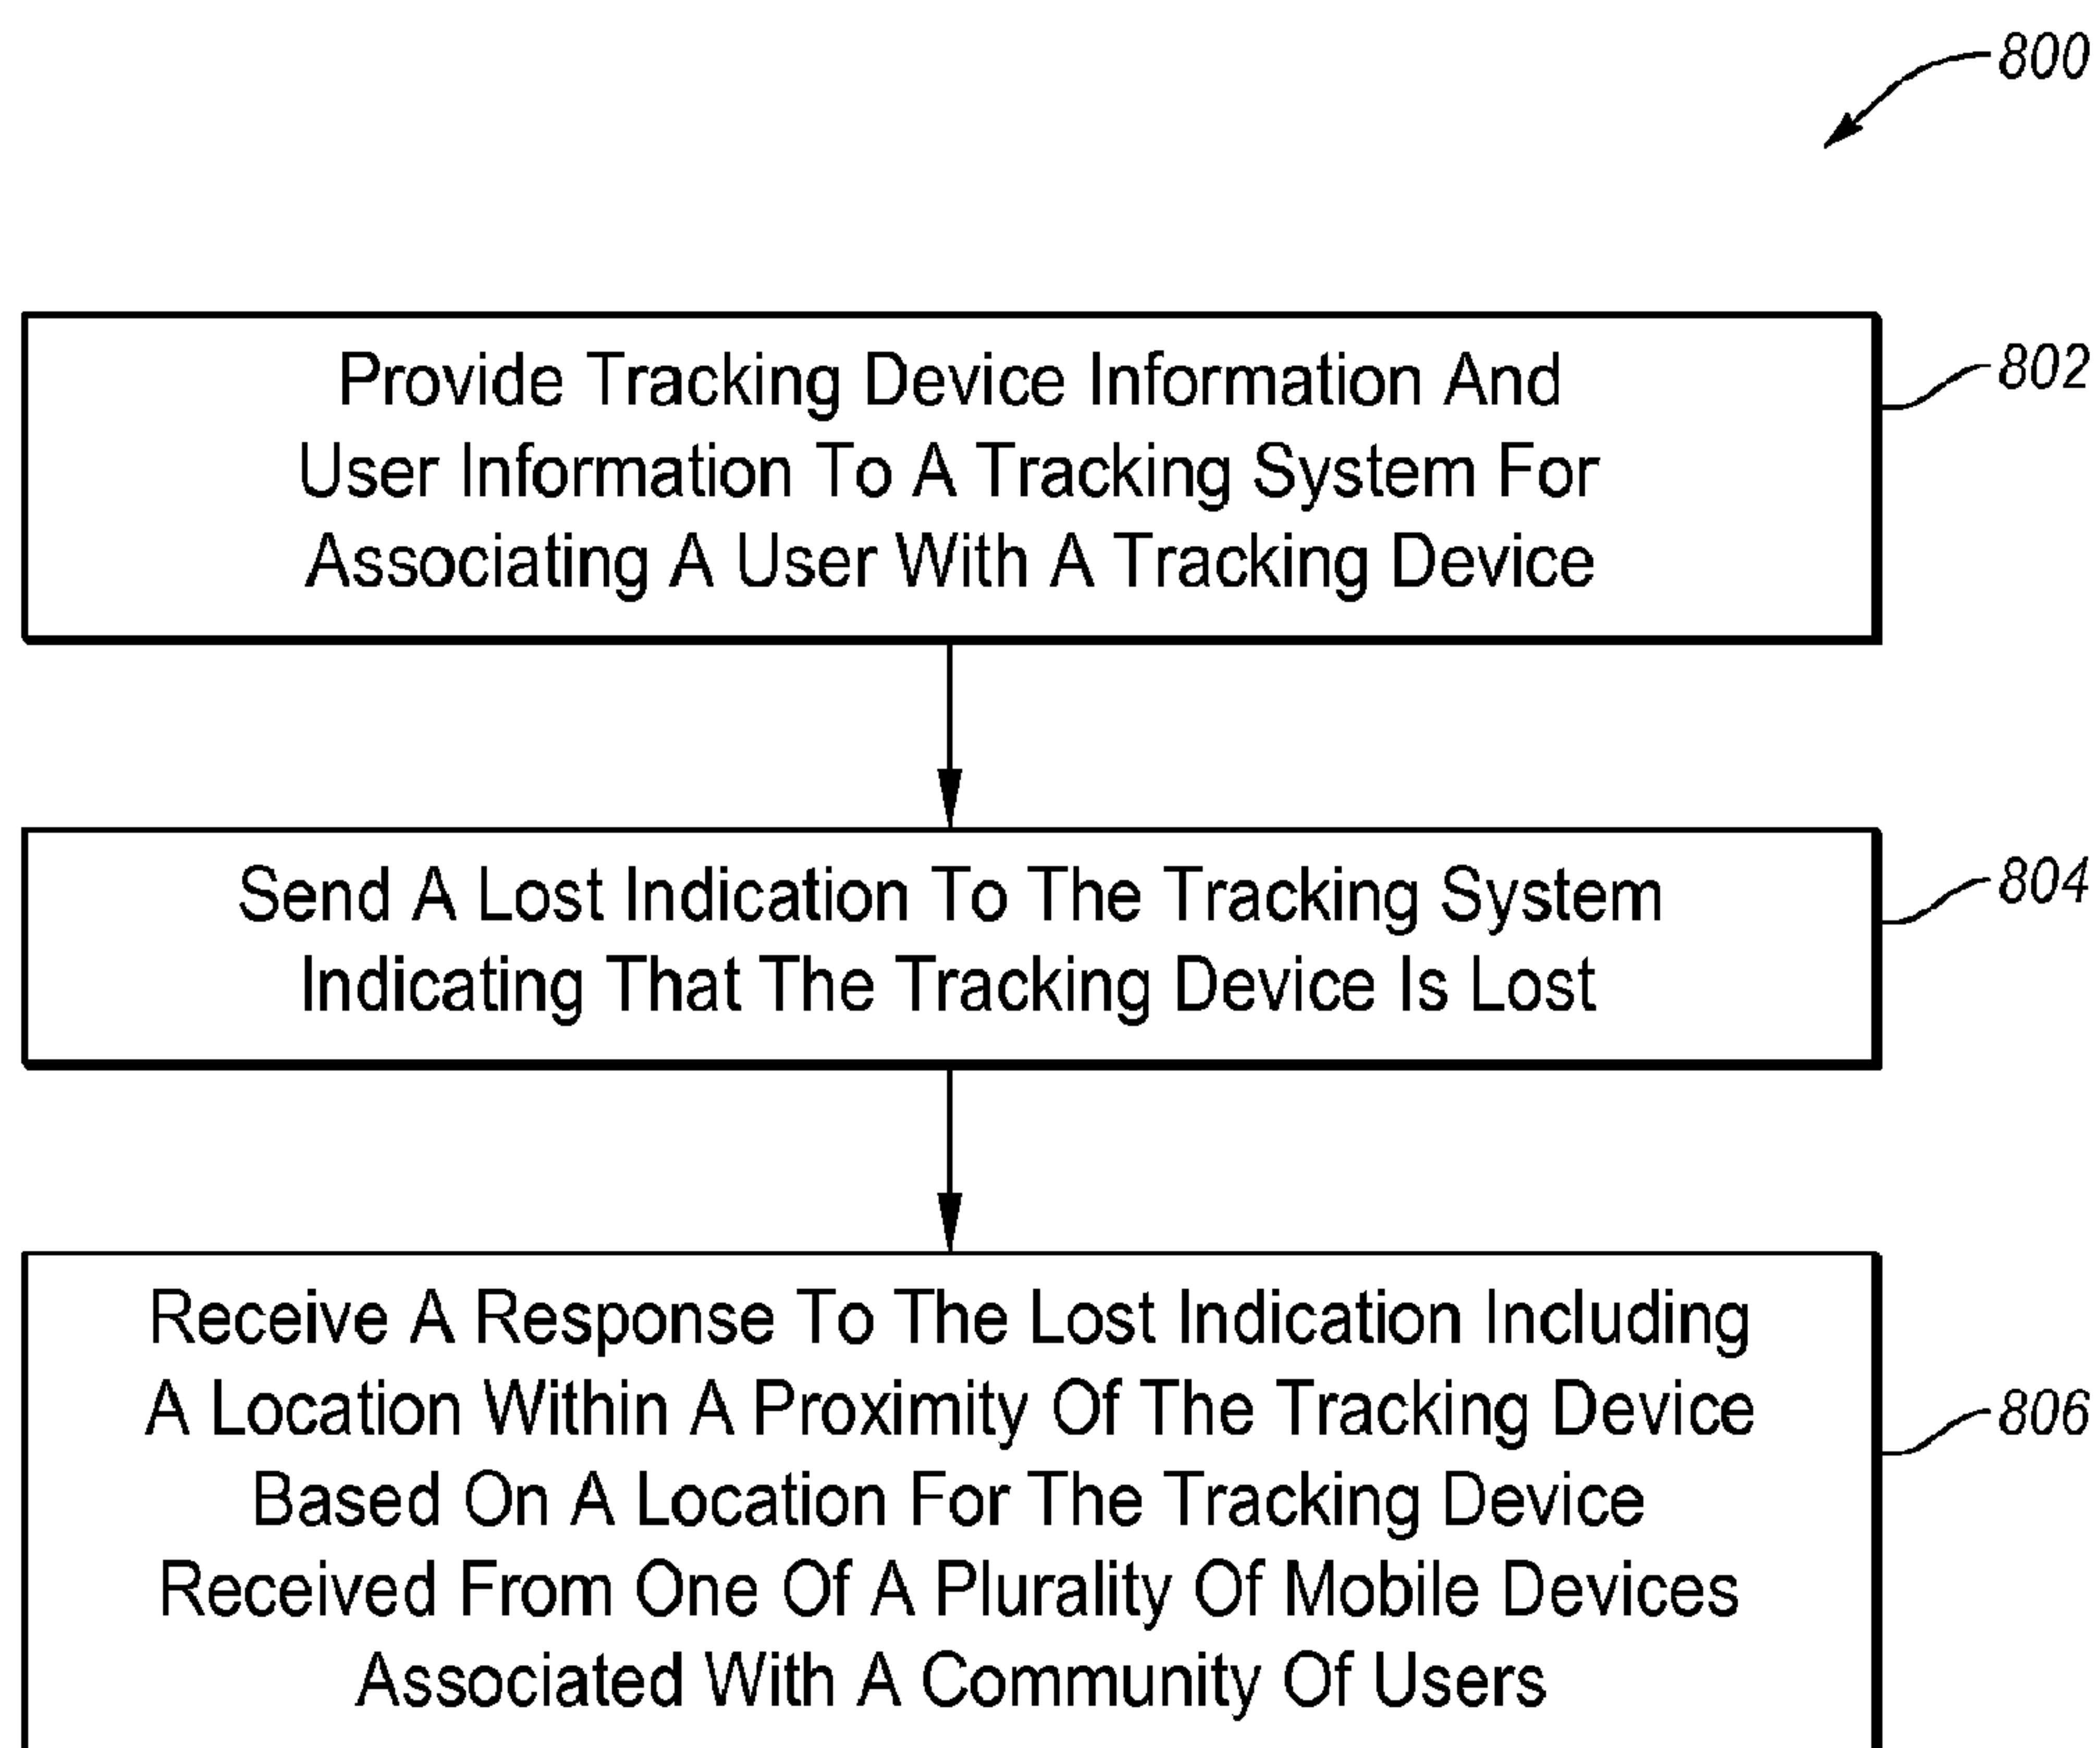 800
Provide Tracking Device Information And
User Information To A Tracking System For
Associating A User With A Tracking Device
802
Send A Lost Indication To The Tracking System
Indicating That The Tracking Device Is Lost
804
Receive A Response To The Lost Indication Including
A Location Within A Proximity Of The Tracking Device
Based On A Location For The Tracking Device
Received From One Of A Plurality Of Mobile Devices
Associated With A Community Of Users
806